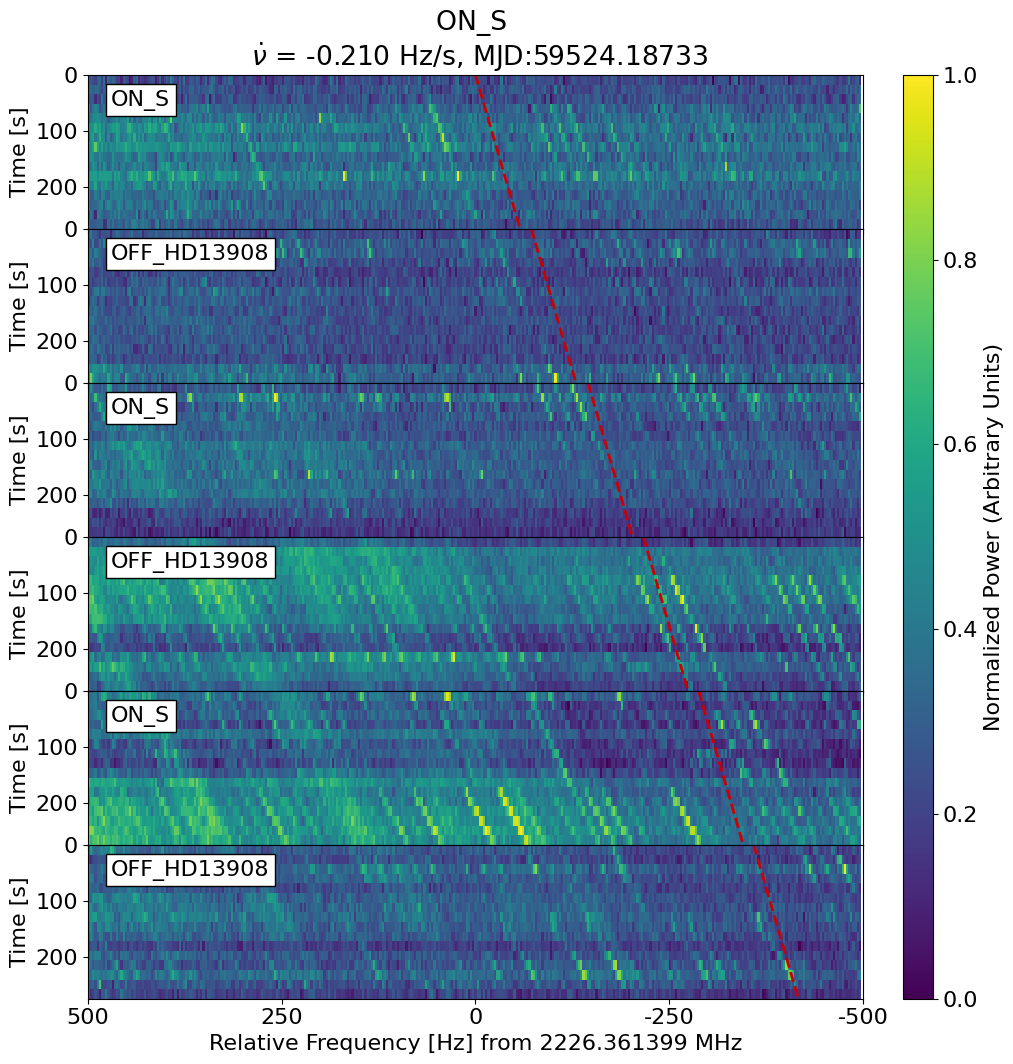 ON_S
ν̇ = -0.210 Hz/s, MJD:59524.18733
ON_S
OFF_HD13908
ON_S
OFF_HD13908
ON_S
OFF_HD13908
Time [s]
0
100
200
Time [s]
0
100
200
Time [s]
0
100
200
Time [s]
0
100
200
Time [s]
0
100
200
Time [s]
0
100
200
500 250 0 -250 -500
Relative Frequency [Hz] from 2226.361399 MHz
1.0
0.8
0.6
0.4
0.2
0.0
Normalized Power (Arbitrary Units)